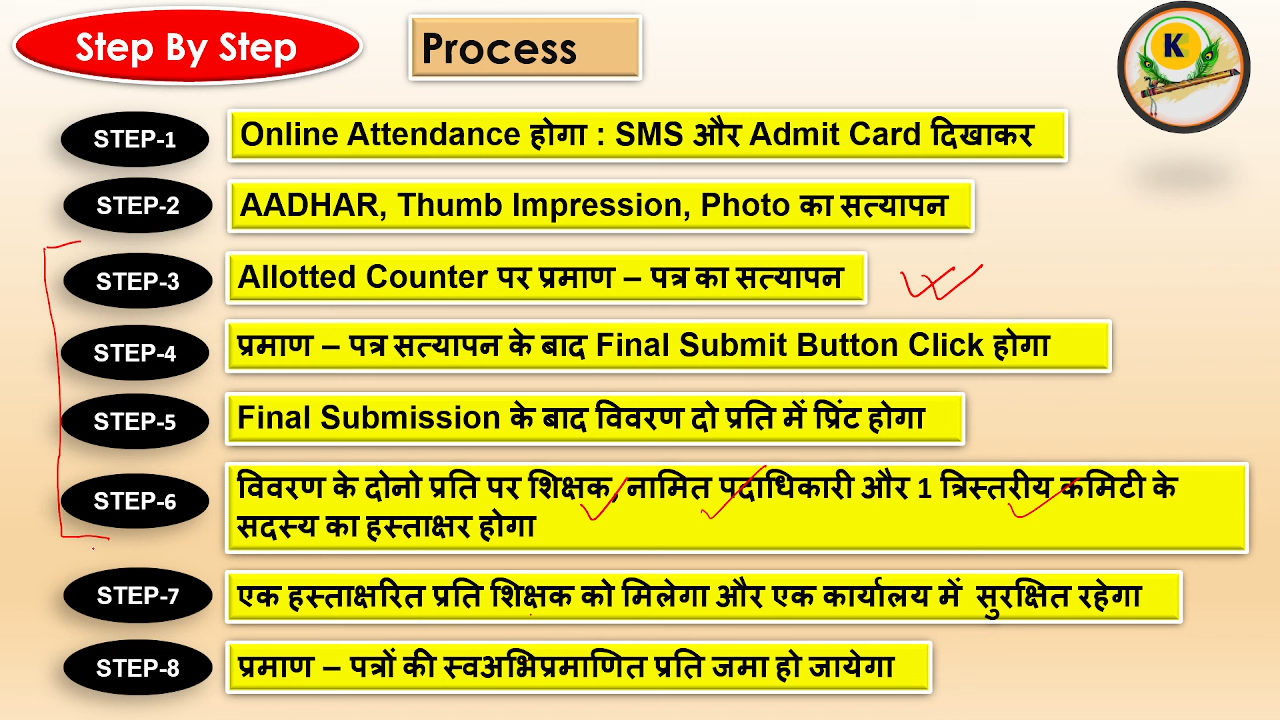 Step By Step
Process
K
STEP-1
Online Attendance होगा : SMS और Admit Card दिखाकर
STEP-2
AADHAR, Thumb Impression, Photo का सत्यापन
STEP-3
Allotted Counter पर प्रमाण – पत्र का सत्यापन
STEP-4
प्रमाण – पत्र सत्यापन के बाद Final Submit Button Click होगा
STEP-5
Final Submission के बाद विवरण दो प्रति में प्रिंट होगा
STEP-6
विवरण के दोनो प्रति पर शिक्षक, नामित पदाधिकारी और 1 त्रिस्तरीय कमिटी के
सदस्य का हस्ताक्षर होगा
STEP-7
एक हस्ताक्षरित प्रति शिक्षक को मिलेगा और एक कार्यालय में सुरक्षित रहेगा
STEP-8
प्रमाण – पत्रों की स्वअभिप्रमाणित प्रति जमा हो जायेगा